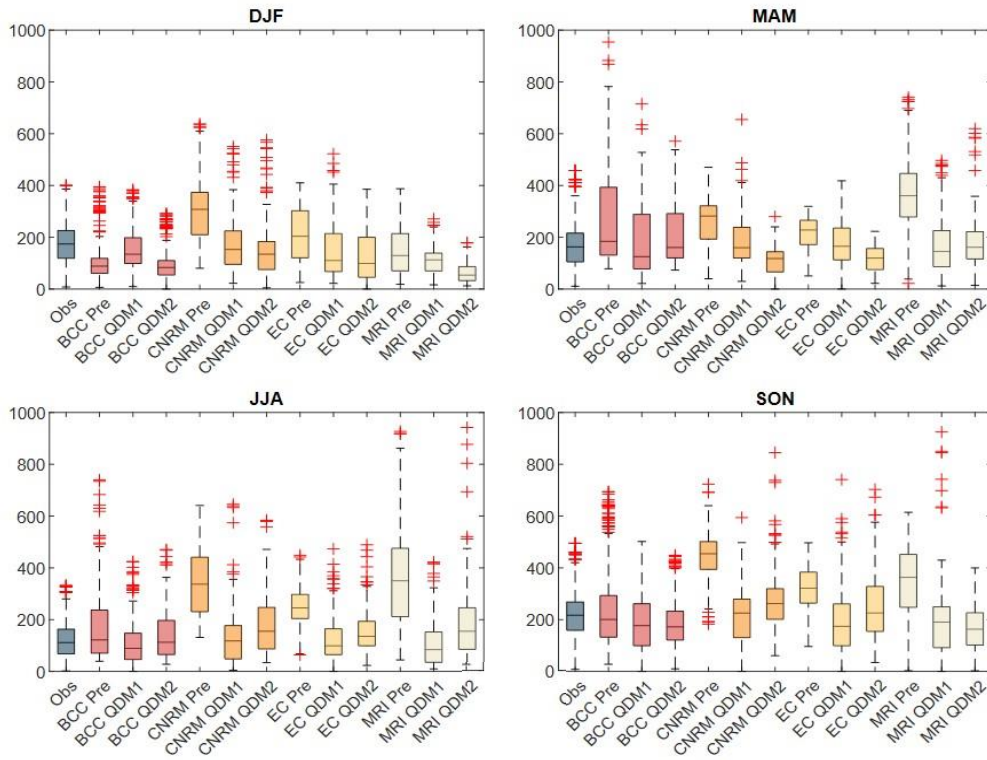 DJF
1000
800
600
400
200
0
Obs
BCC Pre
BCC QDM1
BCC QDM2
CNRM Pre
CNRM QDM1
CNRM QDM2
EC Pre
EC QDM1
EC QDM2
MRI Pre
MRI QDM1
MRI QDM2
MAM
1000
800
600
400
200
0
Obs
BCC Pre
BCC QDM1
BCC QDM2
CNRM Pre
CNRM QDM1
CNRM QDM2
EC Pre
EC QDM1
EC QDM2
MRI Pre
MRI QDM1
MRI QDM2
JJA
1000
800
600
400
200
0
Obs
BCC Pre
BCC QDM1
BCC QDM2
CNRM Pre
CNRM QDM1
CNRM QDM2
EC Pre
EC QDM1
EC QDM2
MRI Pre
MRI QDM1
MRI QDM2
SON
1000
800
600
400
200
0
Obs
BCC Pre
BCC QDM1
BCC QDM2
CNRM Pre
CNRM QDM1
CNRM QDM2
EC Pre
EC QDM1
EC QDM2
MRI Pre
MRI QDM1
MRI QDM2